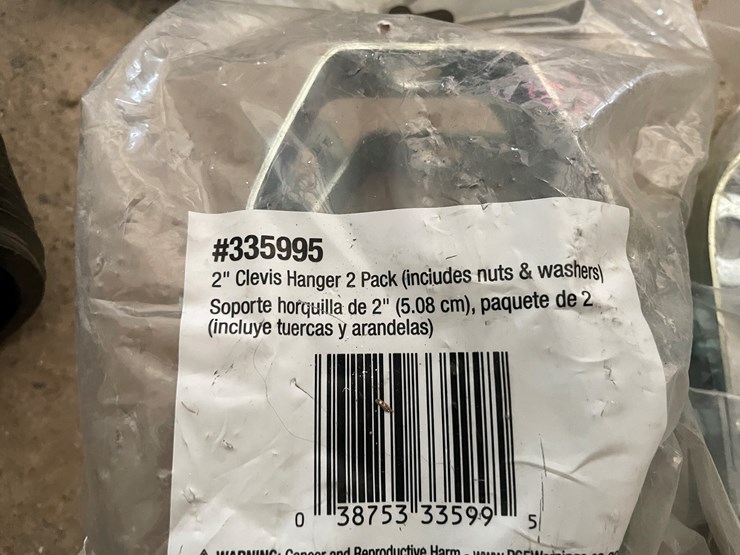 #335995
2" Clevis Hanger 2 Pack (includes nuts & washers)
Soporte horquilla de 2" (5.08 cm), paquete de 2
(incluye tuercas y arandelas)
0 38753 33599 5
WARNING: Cancer and Reproductive Harm -